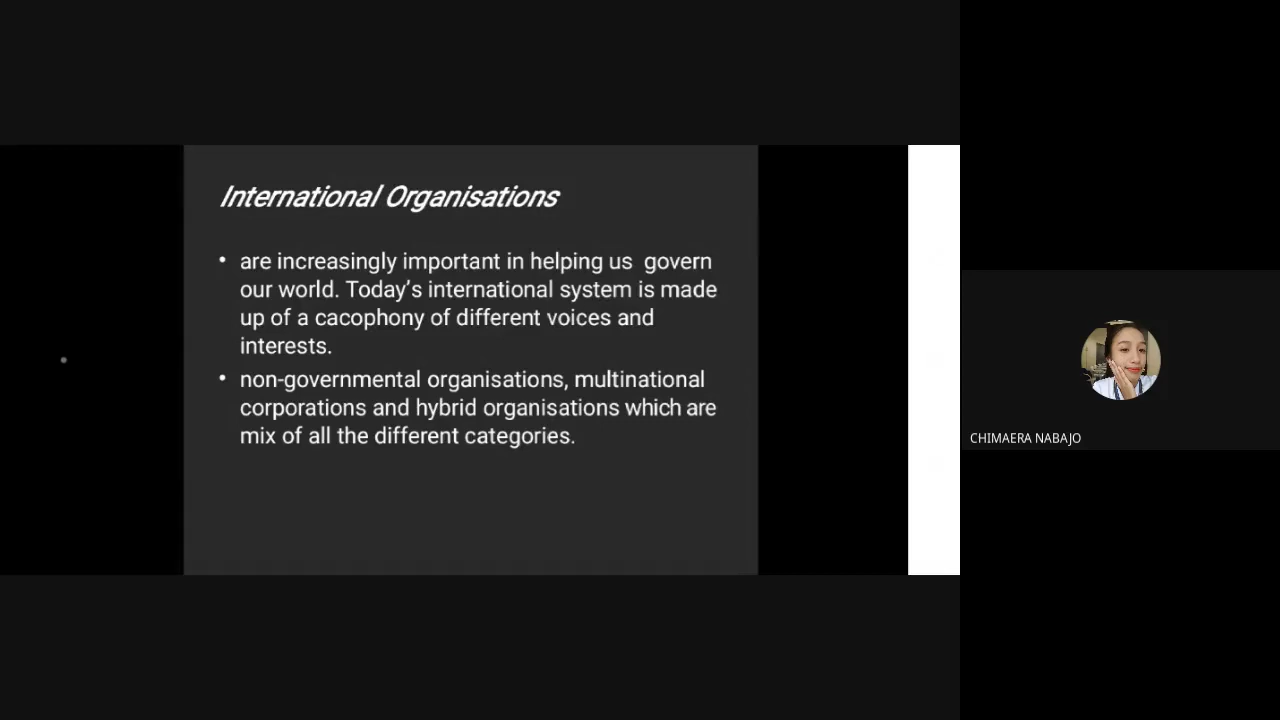 International Organisations
• are increasingly important in helping us  govern
our world. Today's international system is made
up of a cacophony of different voices and
interests.
• non-governmental organisations, multinational
corporations and hybrid organisations which are
mix of all the different categories.
CHIMAERA NABAJO